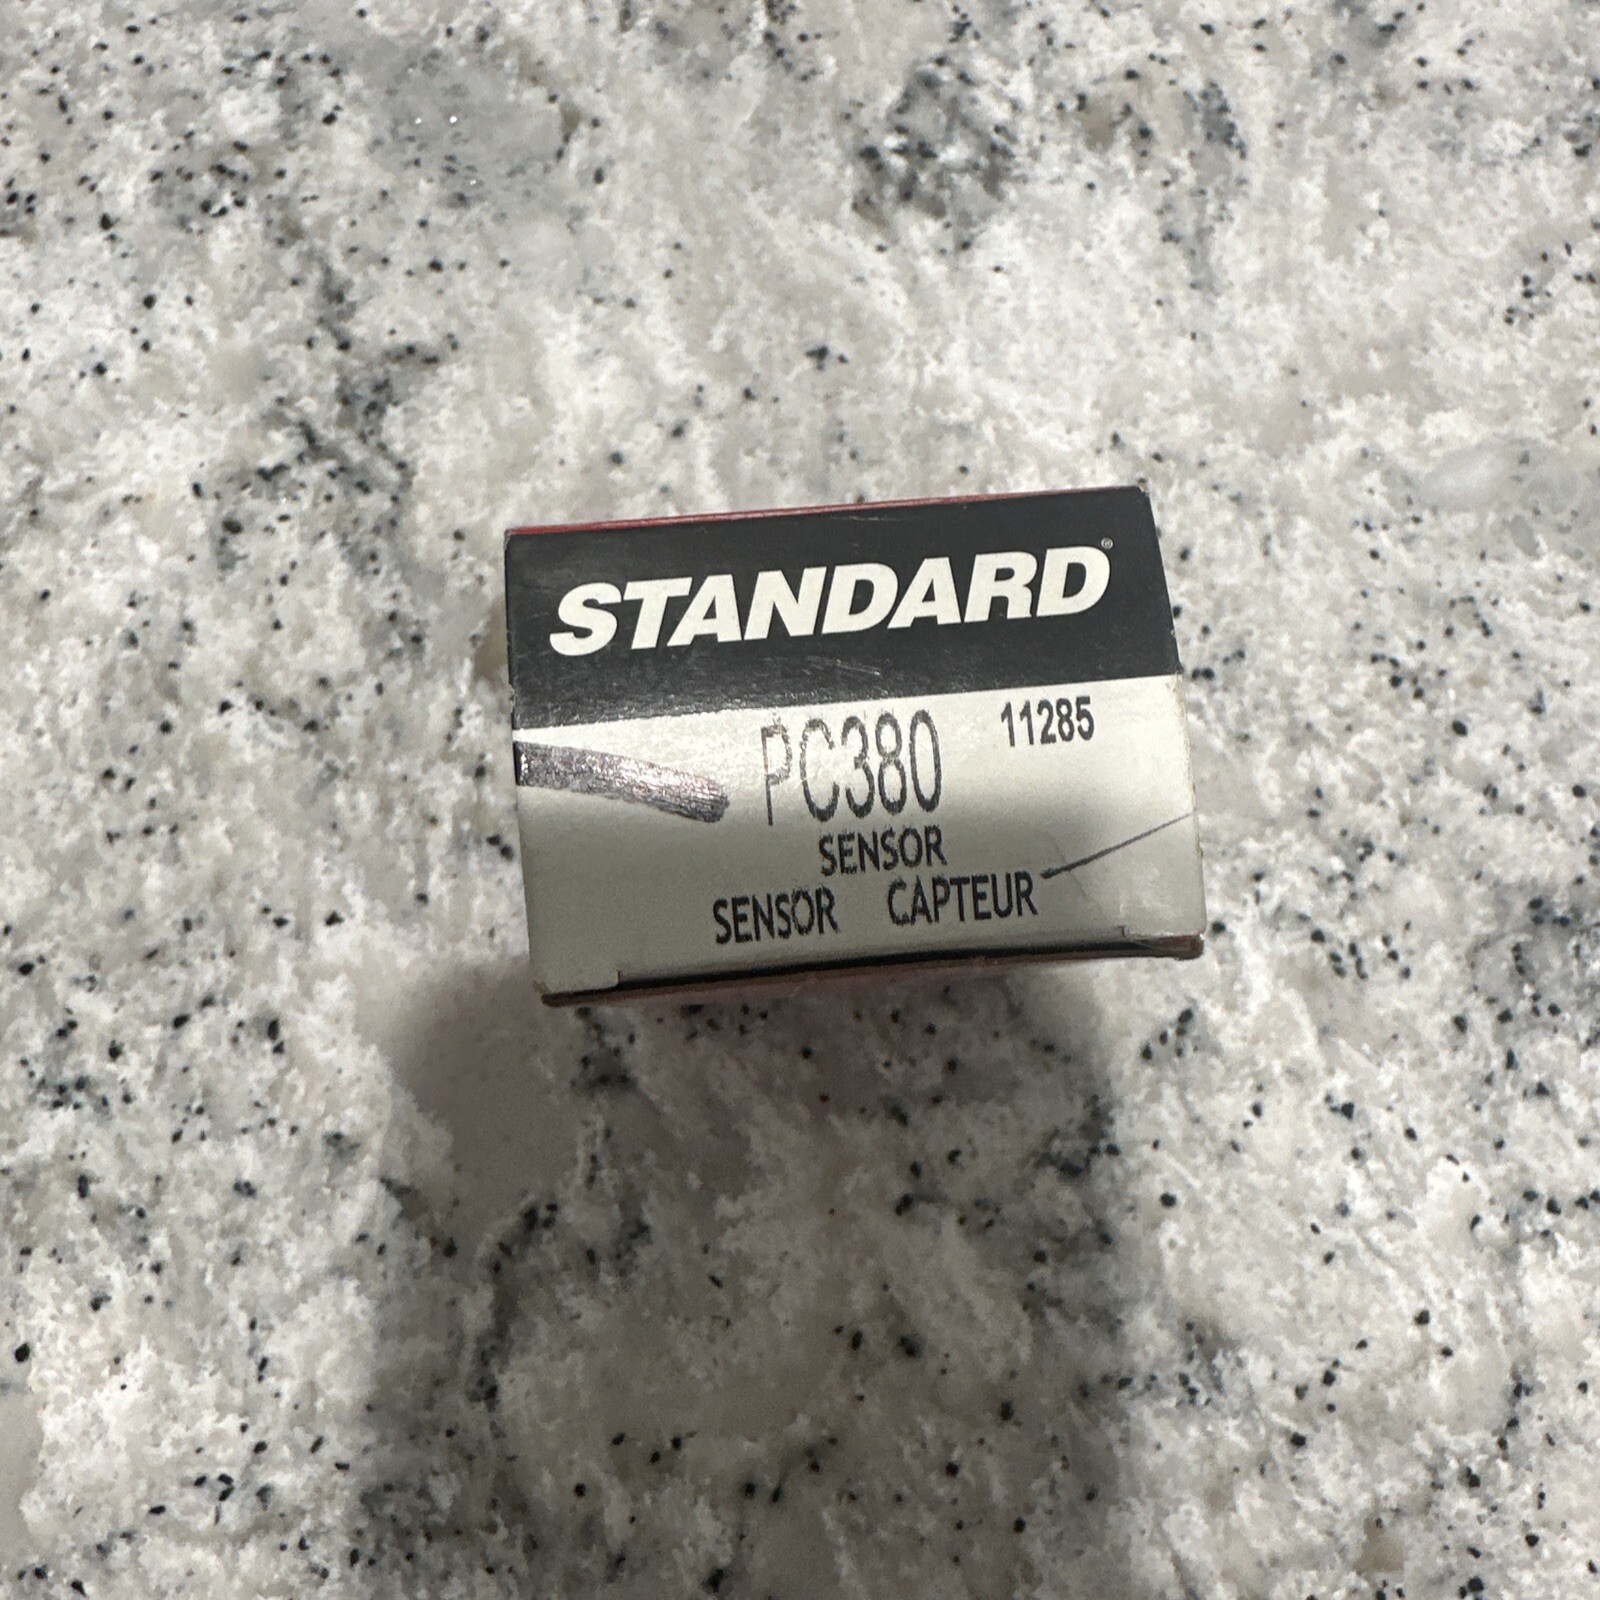 STANDARD®
PC380 11285
SENSOR
SENSOR CAPTEUR